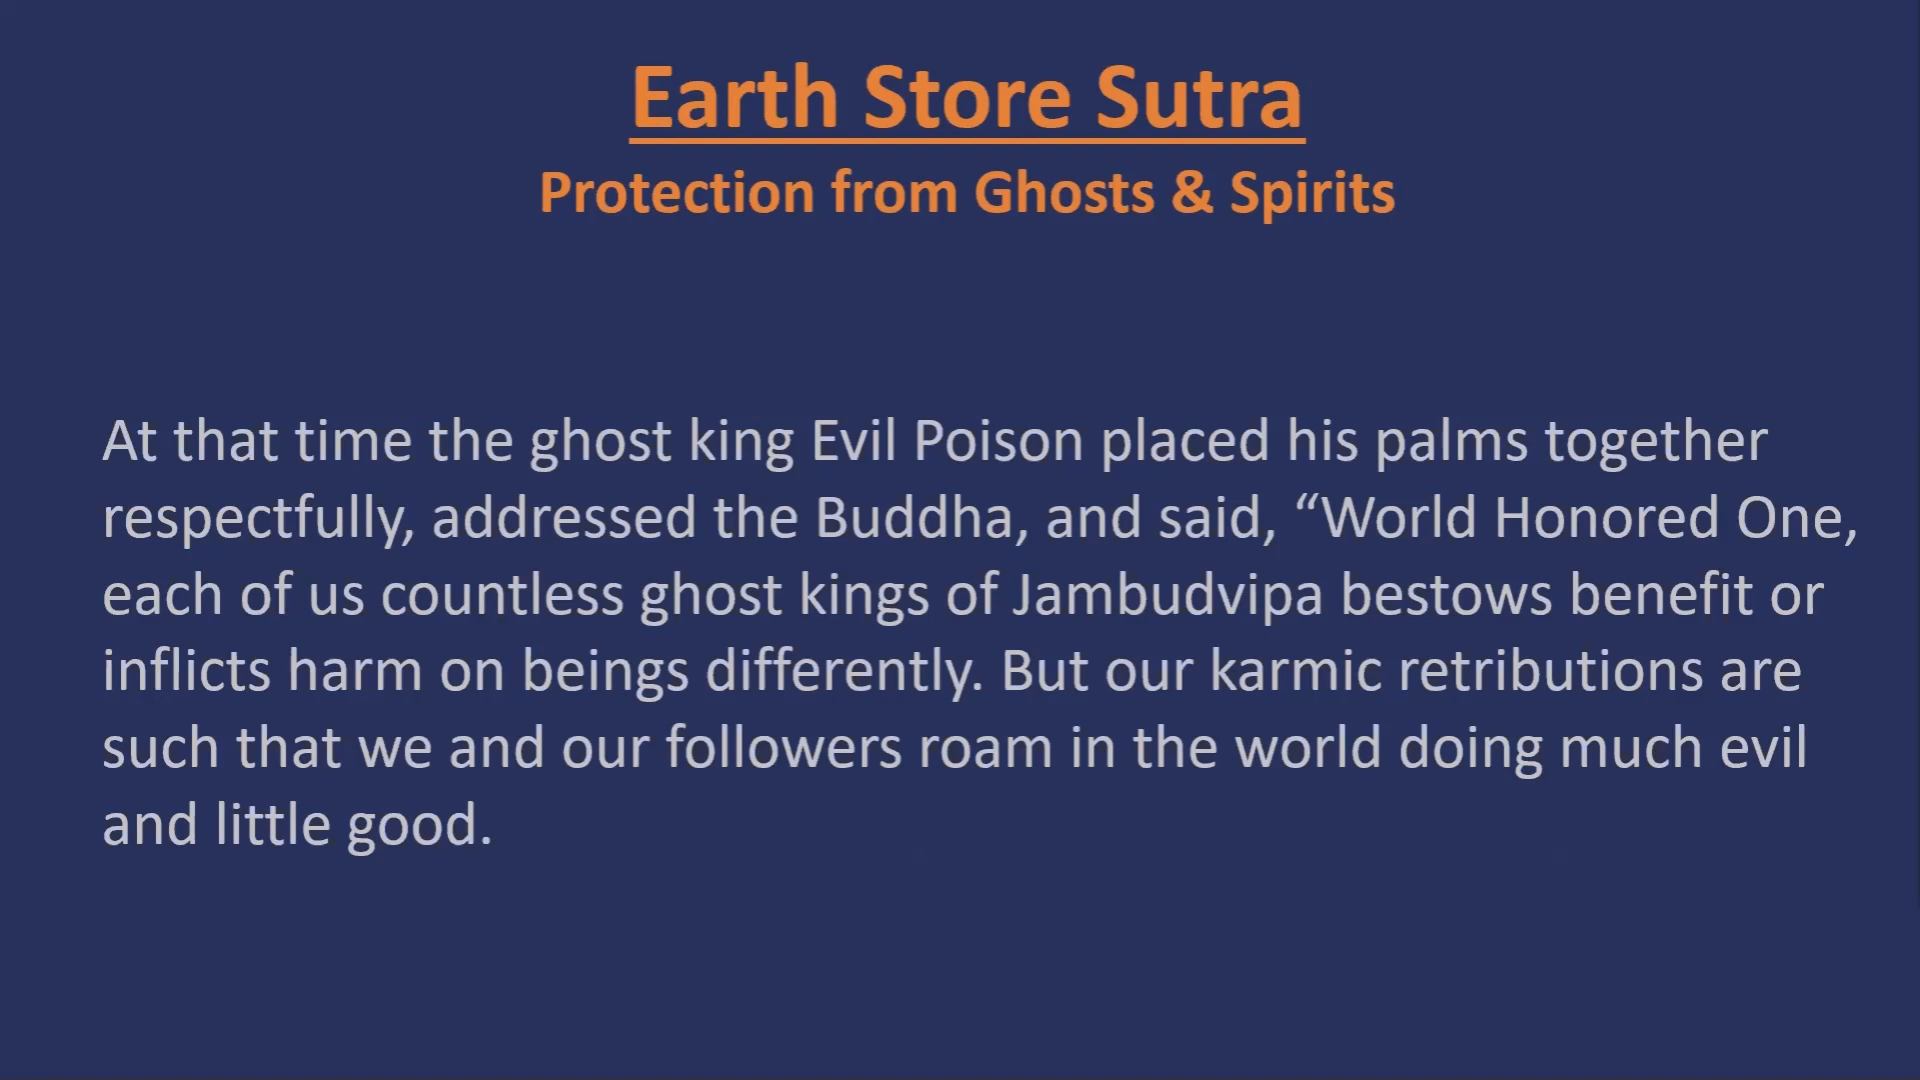 Earth Store Sutra
Protection from Ghosts & Spirits
At that time the ghost king Evil Poison placed his palms together
respectfully, addressed the Buddha, and said, “World Honored One,
each of us countless ghost kings of Jambudvipa bestows benefit or
inflicts harm on beings differently. But our karmic retributions are
such that we and our followers roam in the world doing much evil
and little good.